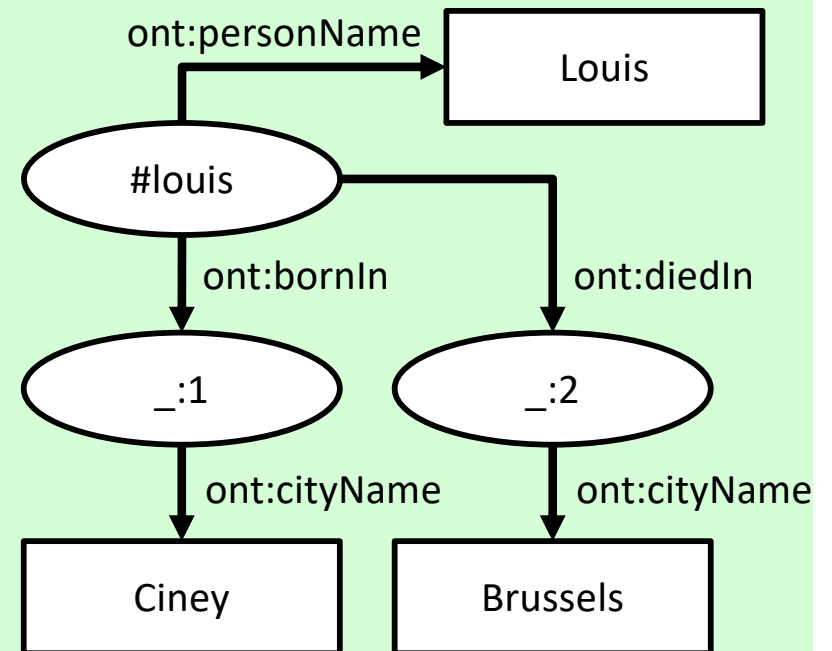 ont:personName
Louis
#louis
ont:bornIn
ont:diedIn
_:1
_:2
ont:cityName
ont:cityName
Ciney
Brussels